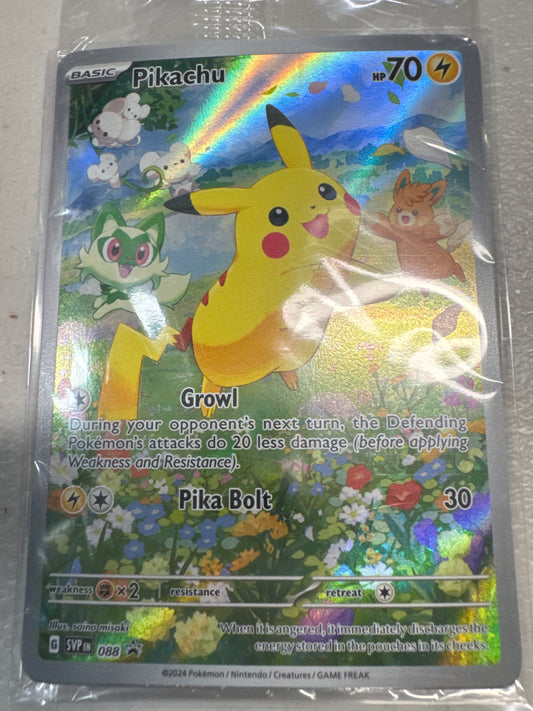 BASIC Pikachu HP 70
Growl
During your opponent's next turn, the Defending
Pokémon's attacks do 20 less damage (before applying
Weakness and Resistance).
Pika Bolt 30
weakness ×2 resistance retreat
Illus. saino misaki
When it is angered, it immediately discharges the
energy stored in the pouches in its cheeks.
G SVP EN 088
©2024 Pokémon / Nintendo / Creatures / GAME FREAK